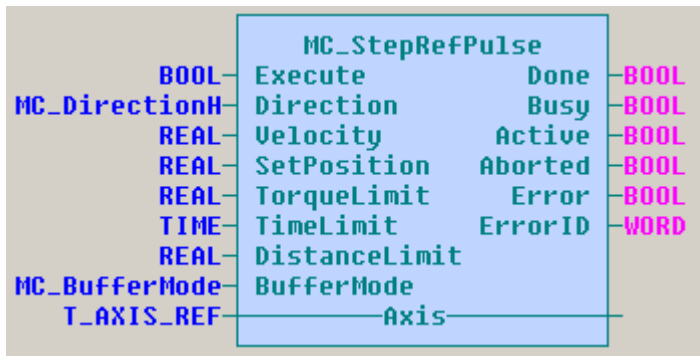 MC_StepRefPulse
BOOL Execute Done BOOL
MC_DirectionH Direction Busy BOOL
REAL Velocity Active BOOL
REAL SetPosition Aborted BOOL
REAL TorqueLimit Error BOOL
TIME TimeLimit ErrorID WORD
REAL DistanceLimit
MC_BufferMode BufferMode
T_AXIS_REF Axis